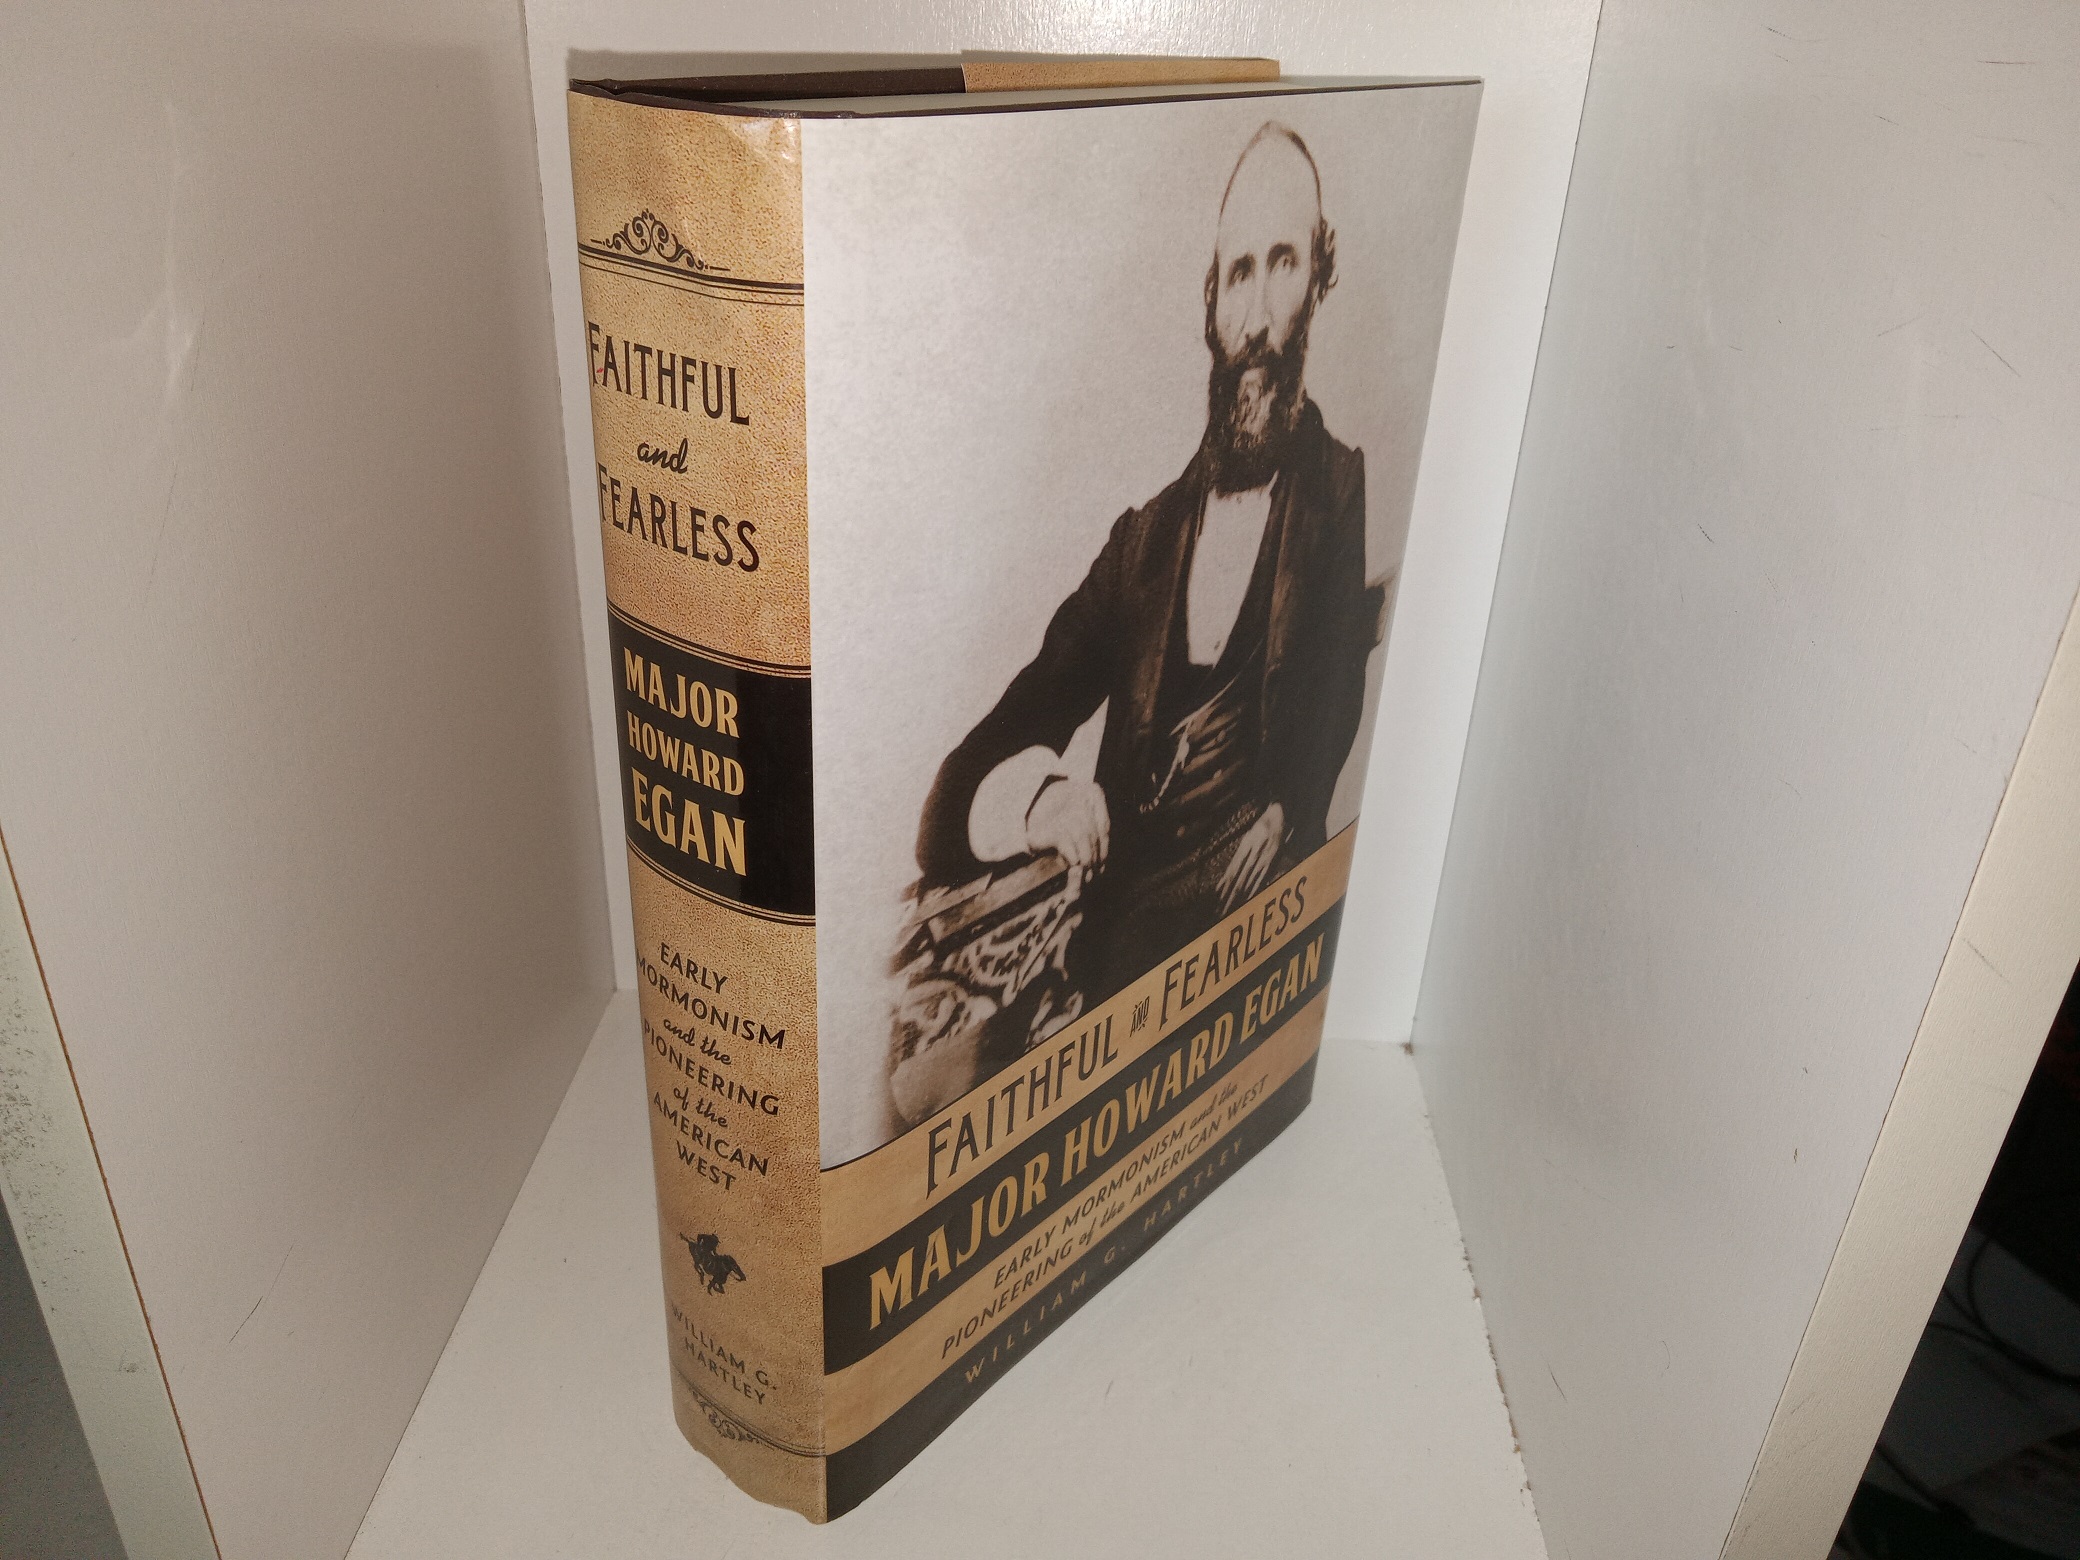 FAITHFUL
and
FEARLESS
MAJOR
HOWARD
EGAN
EARLY
MORMONISM
and the
PIONEERING
of the
AMERICAN
WEST
WILLIAM G.
HARTLEY
FAITHFUL AND FEARLESS
MAJOR HOWARD EGAN
EARLY MORMONISM and the
PIONEERING of the AMERICAN WEST
WILLIAM G. HARTLEY